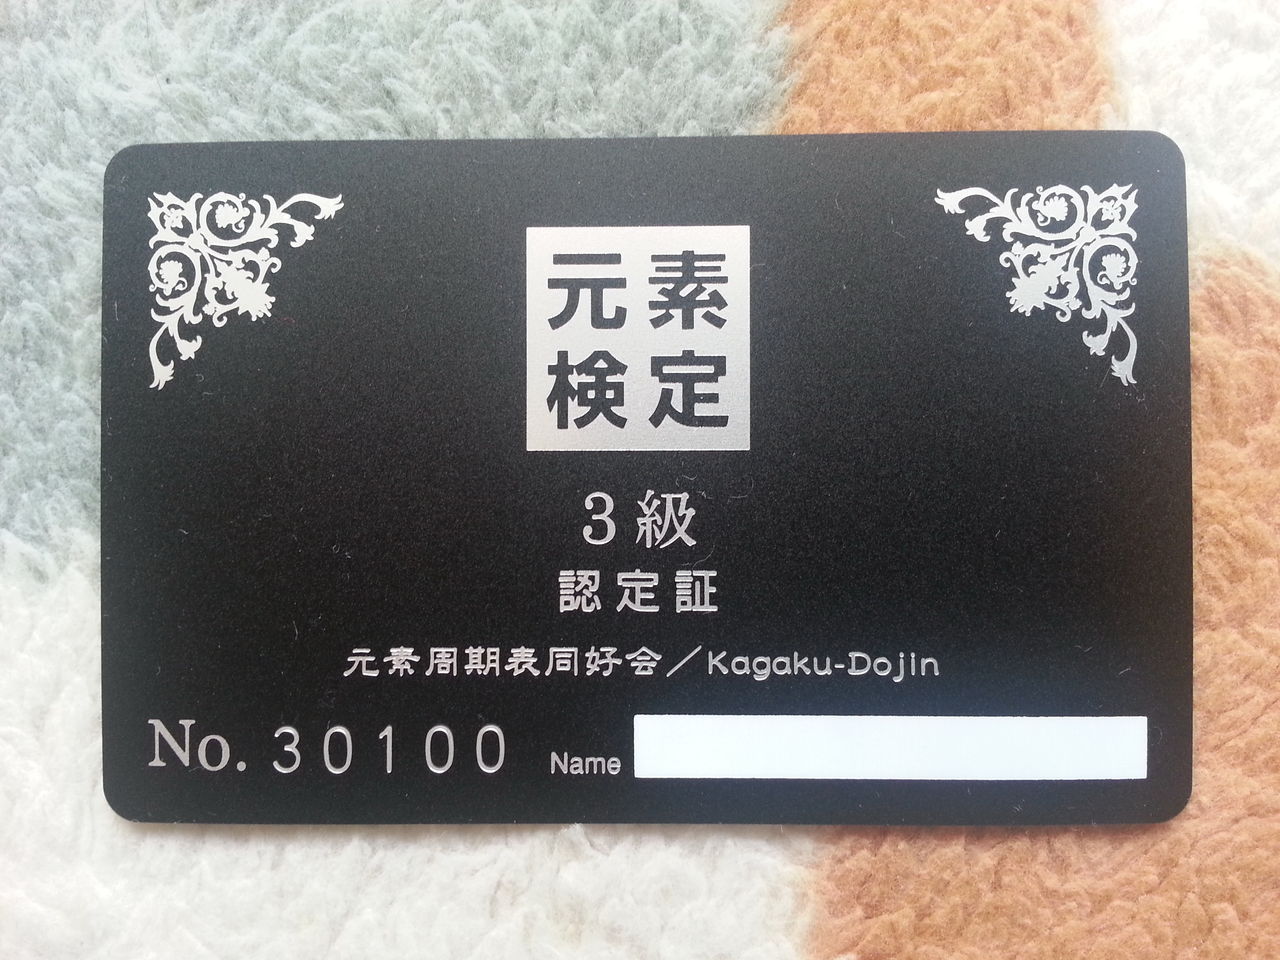 元素
検定
3級
認定証
元素周期表同好会／Kagaku-Dojin
No. 30100 Name